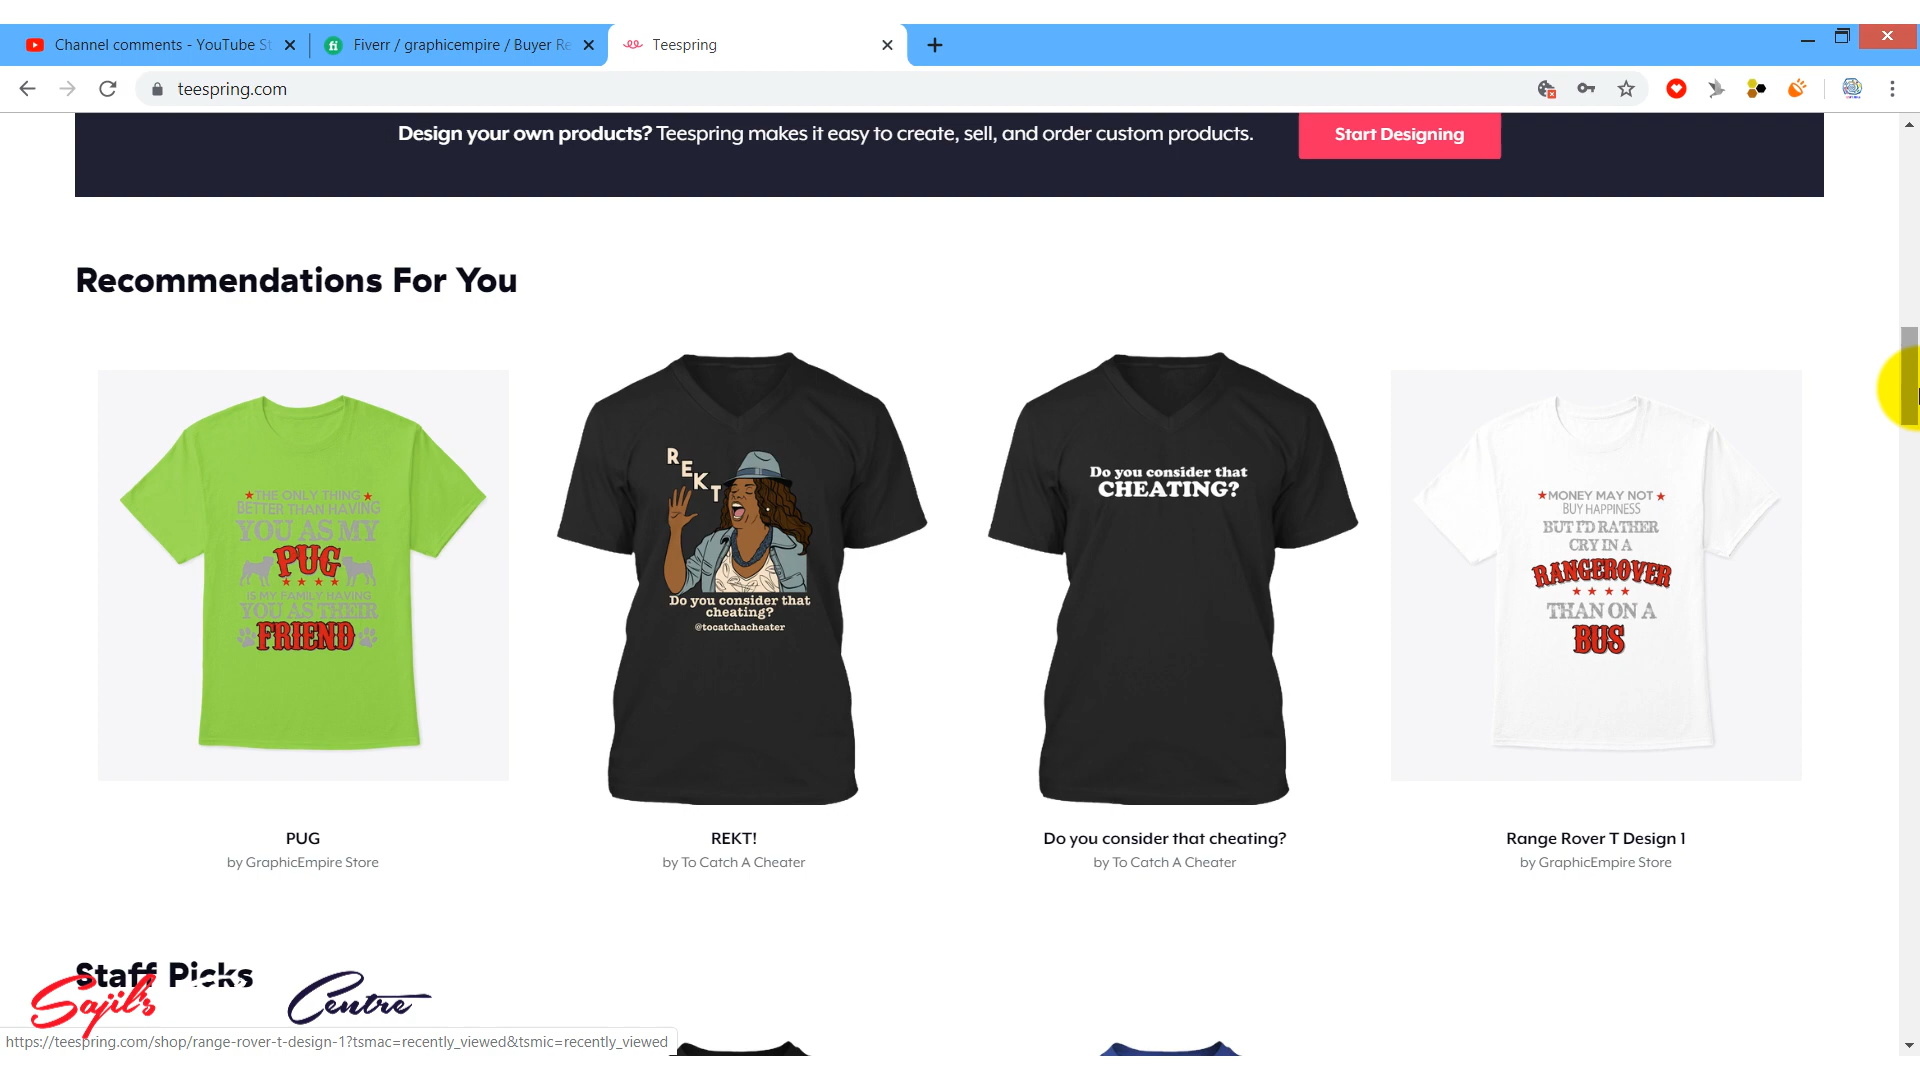 Channel comments - YouTube St
Fiverr / graphicempire / Buyer Re
Teespring
teespring.com
Design your own products? Teespring makes it easy to create, sell, and order custom products.
Start Designing
Recommendations For You
THE ONLY THING
BETTER THAN HAVING
YOU AS MY
PUG
IS MY FAMILY HAVING
YOU AS THEIR
FRIEND
REKT
Do you consider that
cheating?
@tocatchacheater
Do you consider that
CHEATING?
MONEY MAY NOT
BUY HAPPINESS
BUT I'D RATHER
CRY IN A
RANGEROVER
THAN ON A
BUS
PUG
by GraphicEmpire Store
REKT!
by To Catch A Cheater
Do you consider that cheating?
by To Catch A Cheater
Range Rover T Design 1
by GraphicEmpire Store
Staff Picks
Sajil's
Centre
https://teespring.com/shop/range-rover-t-design-1?tsmac=recently_viewed&tsmic=recently_viewed